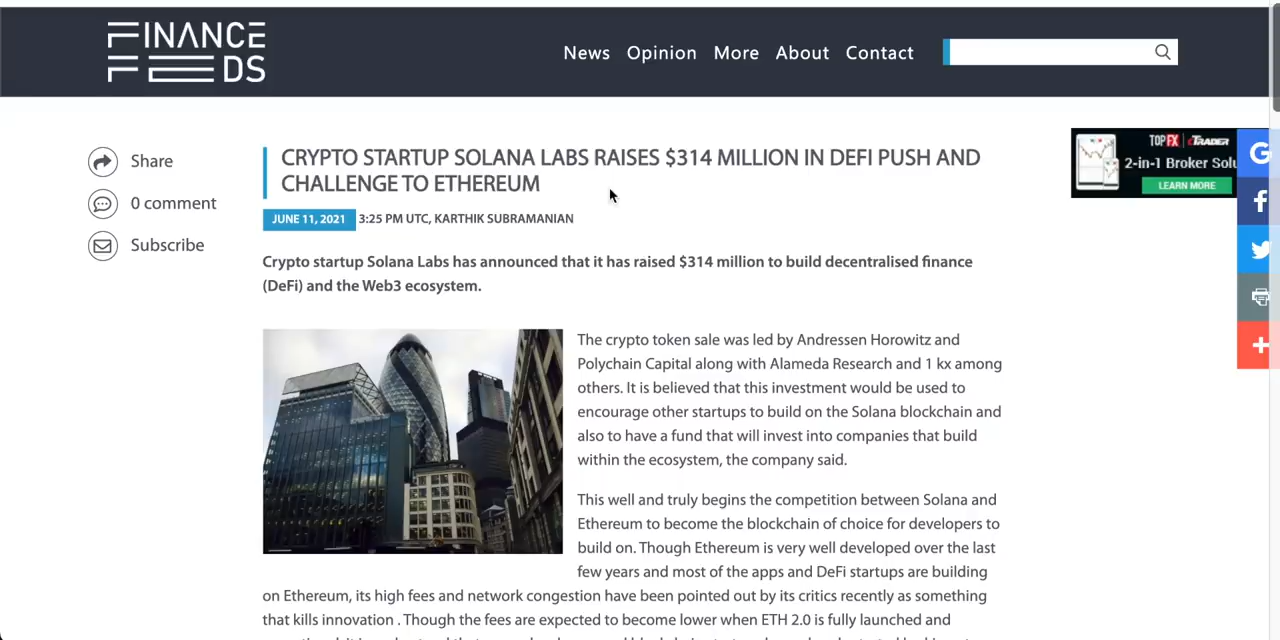 FINANCE
FEEDS
News Opinion More About Contact
Share
0 comment
Subscribe
CRYPTO STARTUP SOLANA LABS RAISES $314 MILLION IN DEFI PUSH AND
CHALLENGE TO ETHEREUM
JUNE 11, 2021 3:25 PM UTC, KARTHIK SUBRAMANIAN
Crypto startup Solana Labs has announced that it has raised $314 million to build decentralised finance
(DeFi) and the Web3 ecosystem.
The crypto token sale was led by Andressen Horowitz and
Polychain Capital along with Alameda Research and 1 kx among
others. It is believed that this investment would be used to
encourage other startups to build on the Solana blockchain and
also to have a fund that will invest into companies that build
within the ecosystem, the company said.
This well and truly begins the competition between Solana and
Ethereum to become the blockchain of choice for developers to
build on. Though Ethereum is very well developed over the last
few years and most of the apps and DeFi startups are building
on Ethereum, its high fees and network congestion have been pointed out by its critics recently as something
that kills innovation . Though the fees are expected to become lower when ETH 2.0 is fully launched and
TOPFX cTRADER
2-in-1 Broker Solu
LEARN MORE